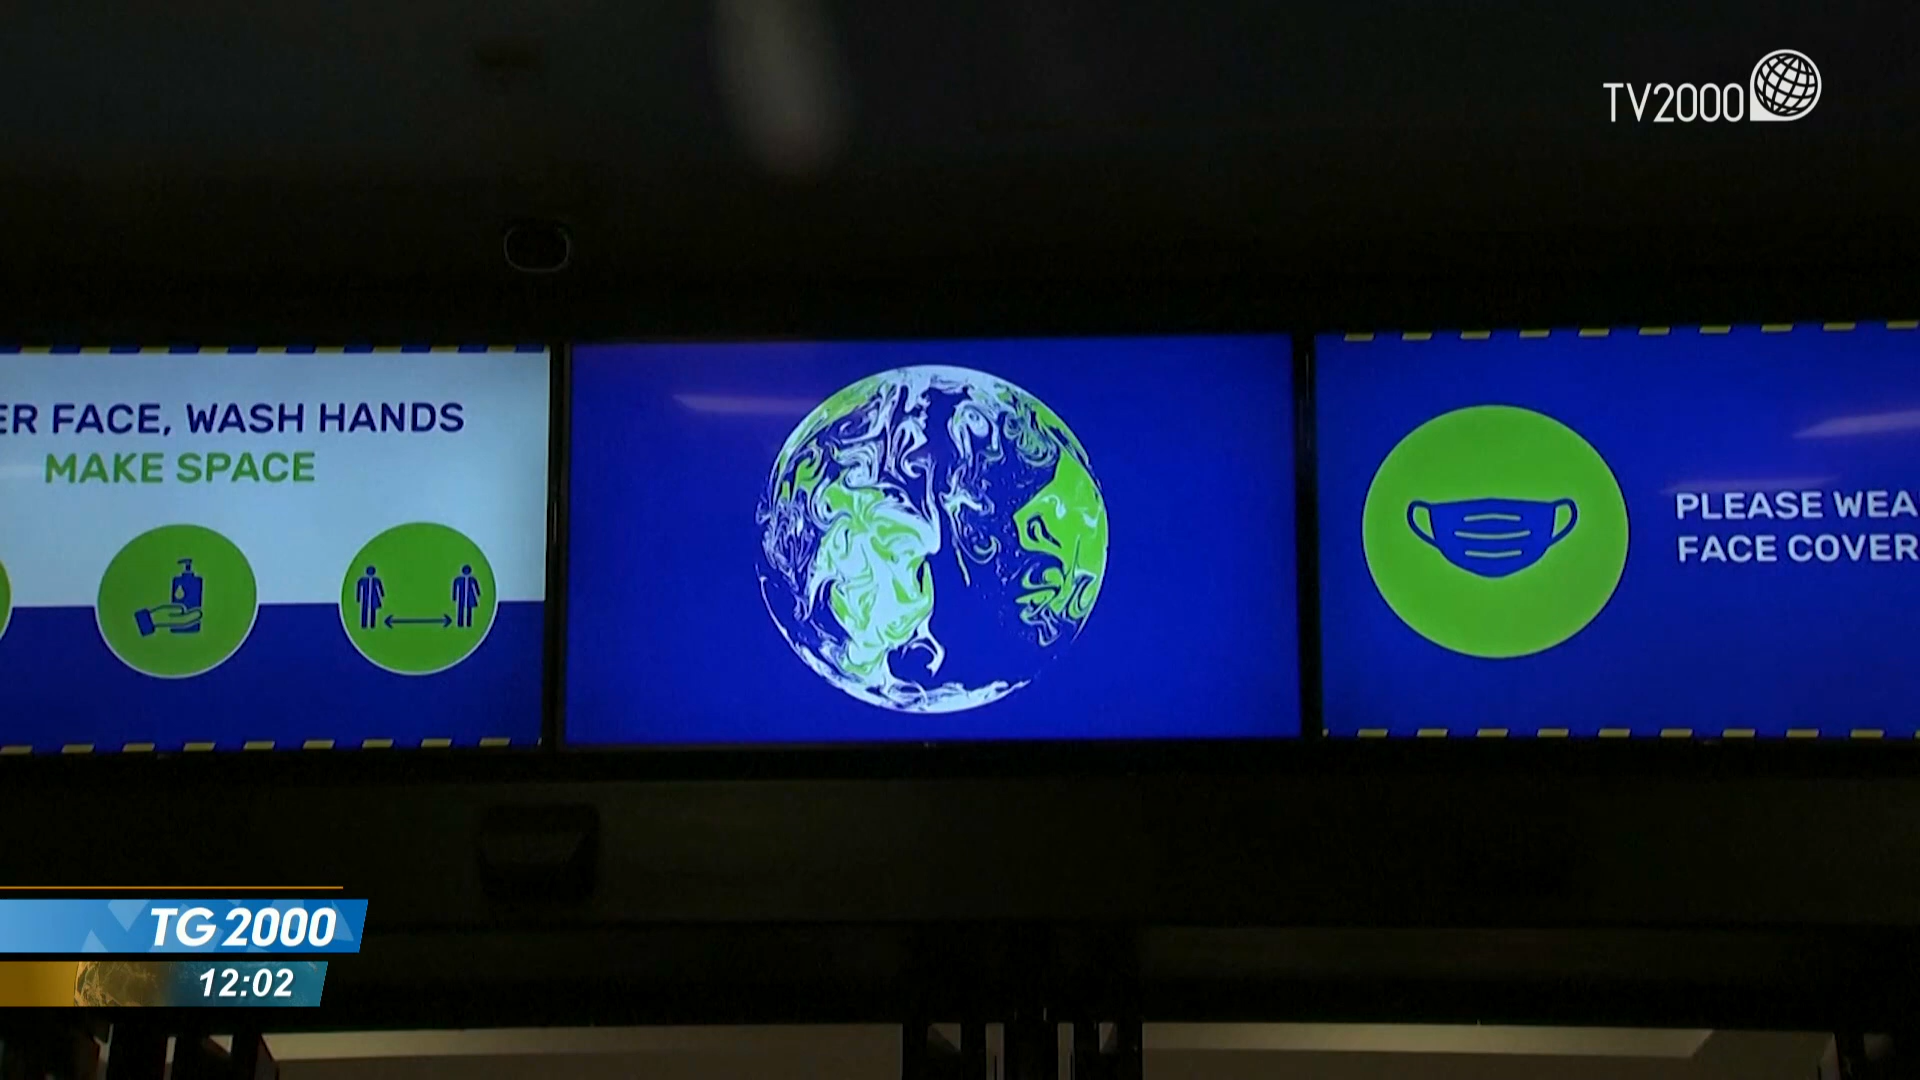 TV2000
ER FACE, WASH HANDS
MAKE SPACE
PLEASE WEA
FACE COVER
TG 2000
12:02